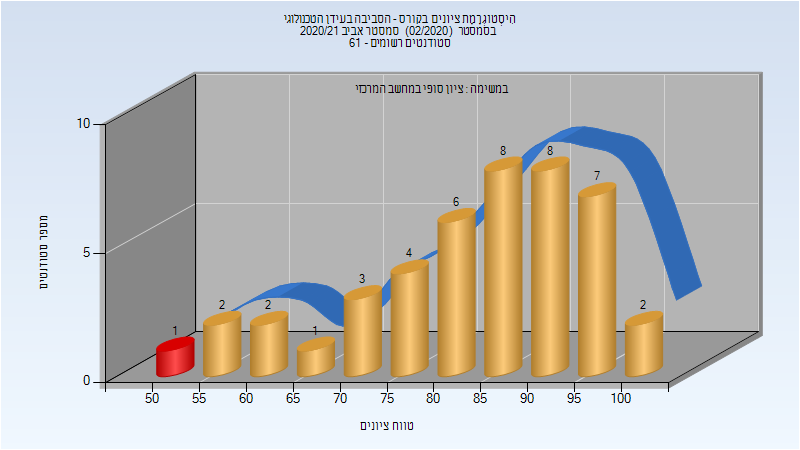 היסטוגרמת ציונים בקורס - הסביבה בעידן הטכנולוגי
בסמסטר (02/2020) סמסטר אביב 2020/21
סטודנטים רשומים - 61
במשימה : ציון סופי במחשב המרכזי
מספר סטודנטים
10
5
0
1
2
2
1
3
4
6
8
8
7
2
50 55 60 65 70 75 80 85 90 95 100
טווח ציונים